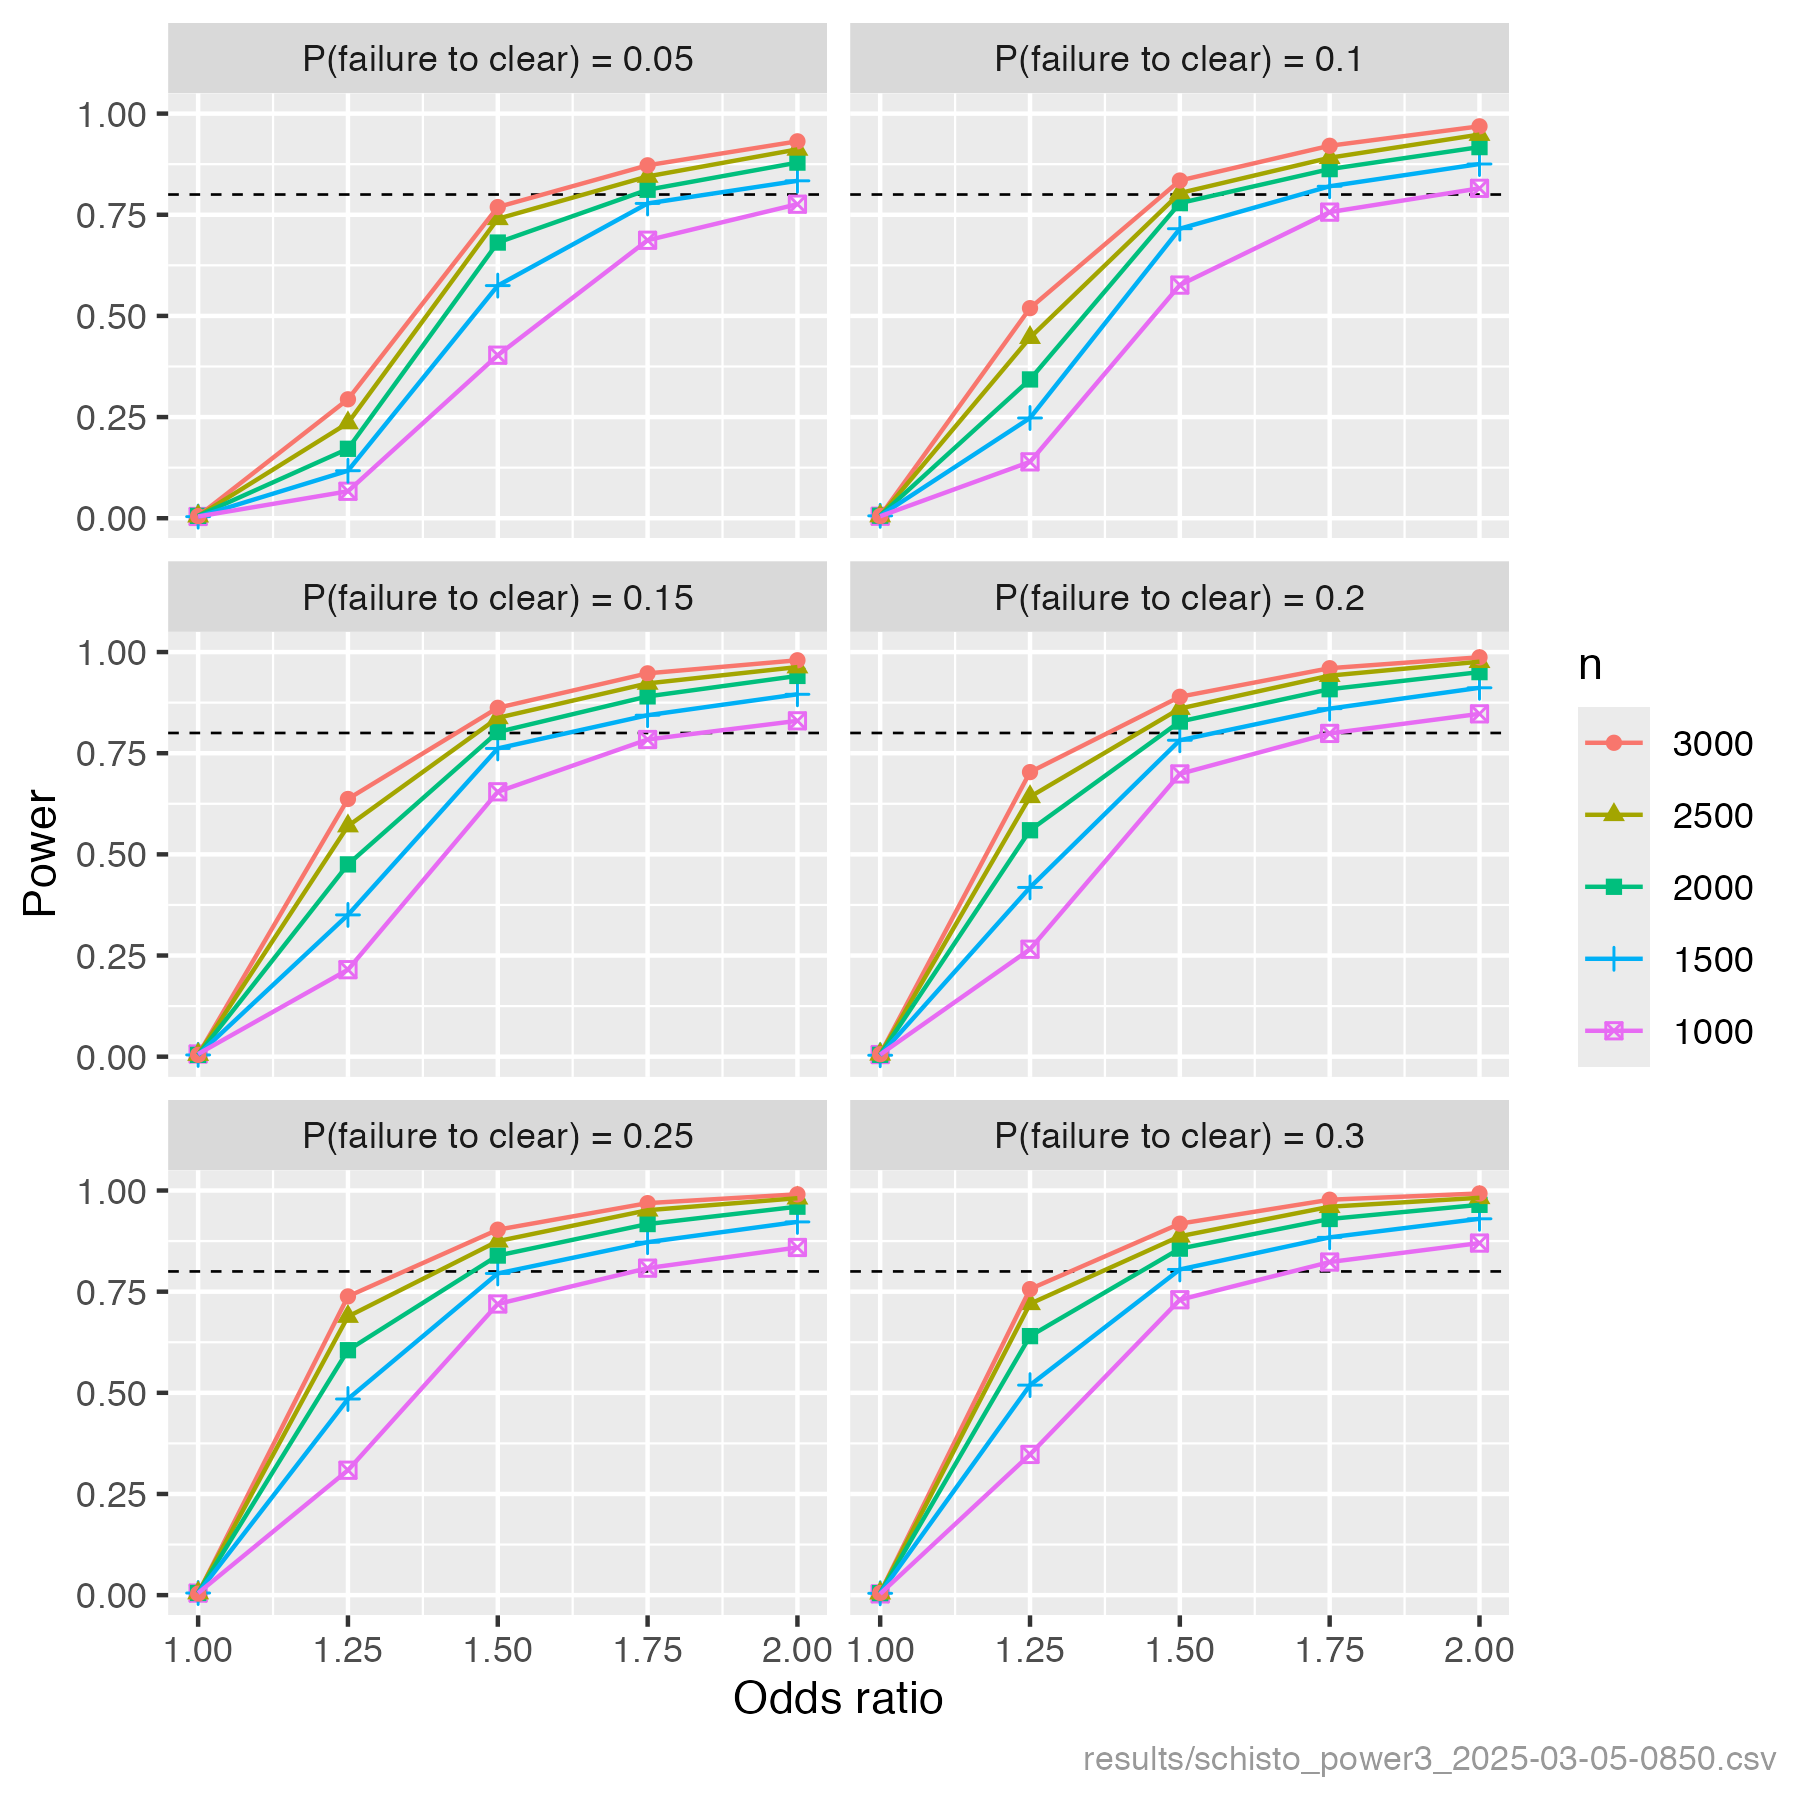 P(failure to clear) = 0.05
P(failure to clear) = 0.1
1.00
0.75
0.50
0.25
0.00
P(failure to clear) = 0.15
P(failure to clear) = 0.2
1.00
0.75
0.50
0.25
0.00
Power
n
3000
2500
2000
1500
1000
P(failure to clear) = 0.25
P(failure to clear) = 0.3
1.00
0.75
0.50
0.25
0.00
1.00 1.25 1.50 1.75 2.00 1.00 1.25 1.50 1.75 2.00
Odds ratio
results/schisto_power3_2025-03-05-0850.csv